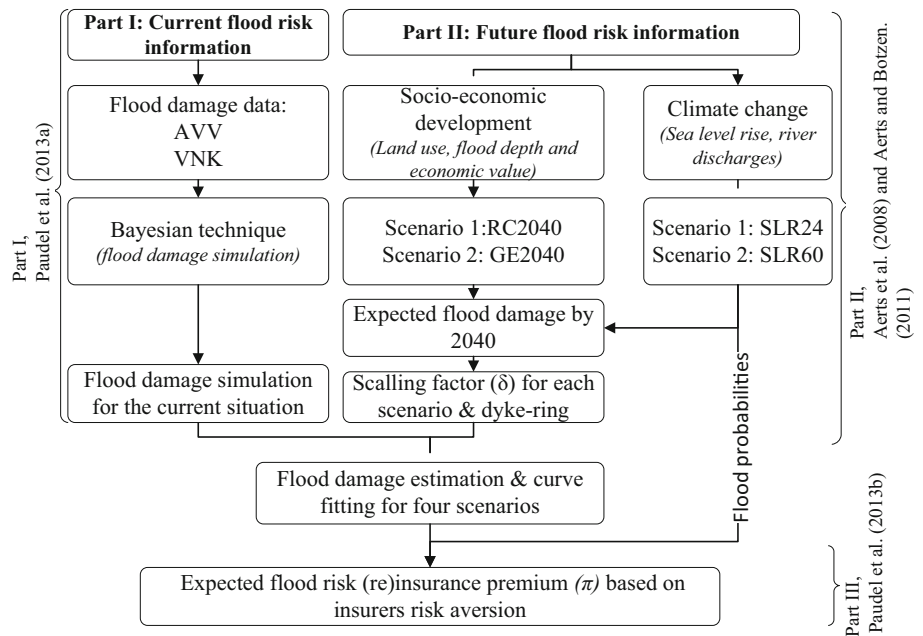 Part I: Current flood risk
information
Part II: Future flood risk information
Flood damage data:
AVV
VNK
Socio-economic
development
(Land use, flood depth and
economic value)
Climate change
(Sea level rise, river
discharges)
Bayesian technique
(flood damage simulation)
Scenario 1:RC2040
Scenario 2: GE2040
Scenario 1: SLR24
Scenario 2: SLR60
Expected flood damage by
2040
Flood damage simulation
for the current situation
Scalling factor (δ) for each
scenario & dyke-ring
Flood damage estimation & curve
fitting for four scenarios
Flood probabilities
Expected flood risk (re)insurance premium (π) based on
insurers risk aversion
Part I,
Paudel et al. (2013a)
Part II,
Aerts et al. (2008) and Aerts and Botzen.
(2011)
Part III,
Paudel et al. (2013b)